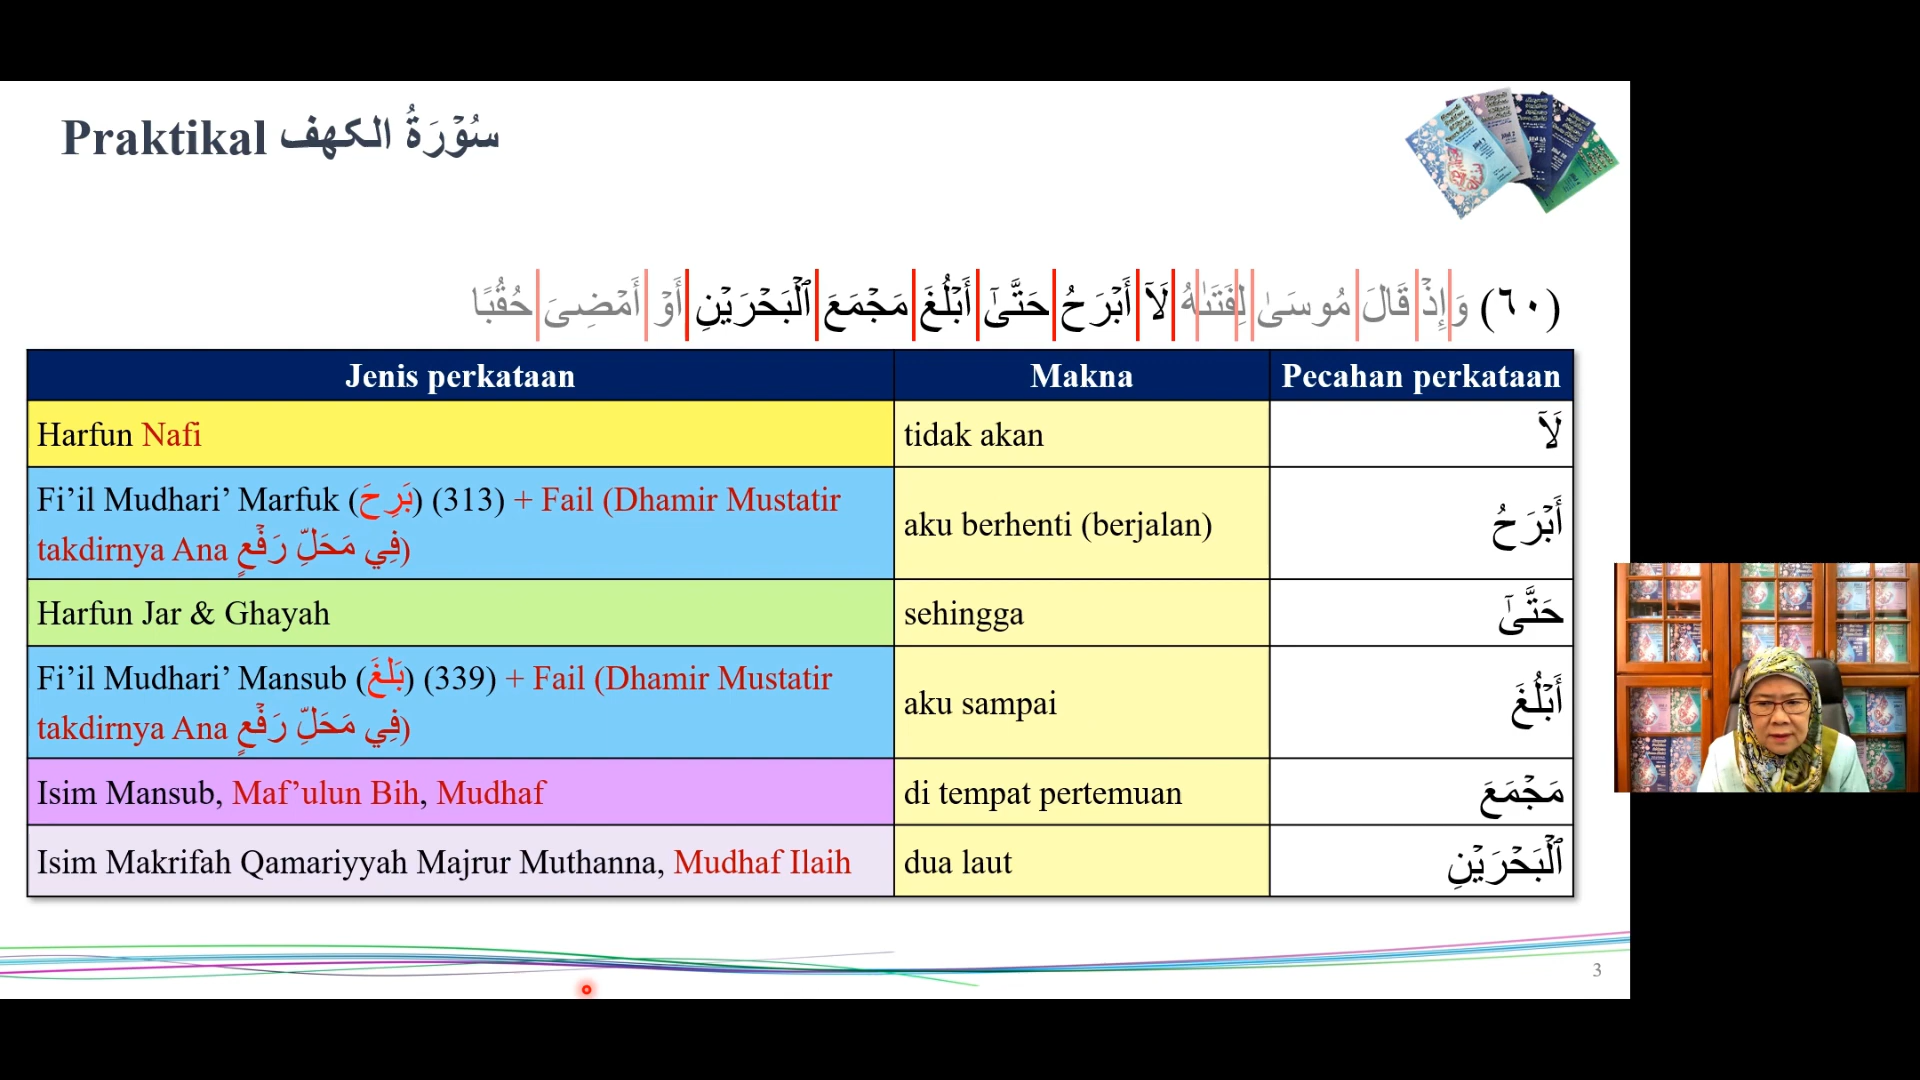 Praktikal سُوْرَةُ الكهف
(٦٠) وَإِذْ قَالَ مُوسَىٰ لِفَتَىٰهُ لَآ أَبْرَحُ حَتَّىٰٓ أَبْلُغَ مَجْمَعَ ٱلْبَحْرَيْنِ أَوْ أَمْضِىَ حُقُبًا
Jenis perkataan Makna Pecahan perkataan
Harfun Nafi tidak akan لَآ
Fi’il Mudhari’ Marfuk (بَرِحَ) (313) + Fail (Dhamir Mustatir
takdirnya Ana فِي مَحَلِّ رَفْعٍ) aku berhenti (berjalan) أَبْرَحُ
Harfun Jar & Ghayah sehingga حَتَّىٰٓ
Fi’il Mudhari’ Mansub (بَلَغَ) (339) + Fail (Dhamir Mustatir
takdirnya Ana فِي مَحَلِّ رَفْعٍ) aku sampai أَبْلُغَ
Isim Mansub, Maf’ulun Bih, Mudhaf di tempat pertemuan مَجْمَعَ
Isim Makrifah Qamariyyah Majrur Muthanna, Mudhaf Ilaih dua laut ٱلْبَحْرَيْنِ
3